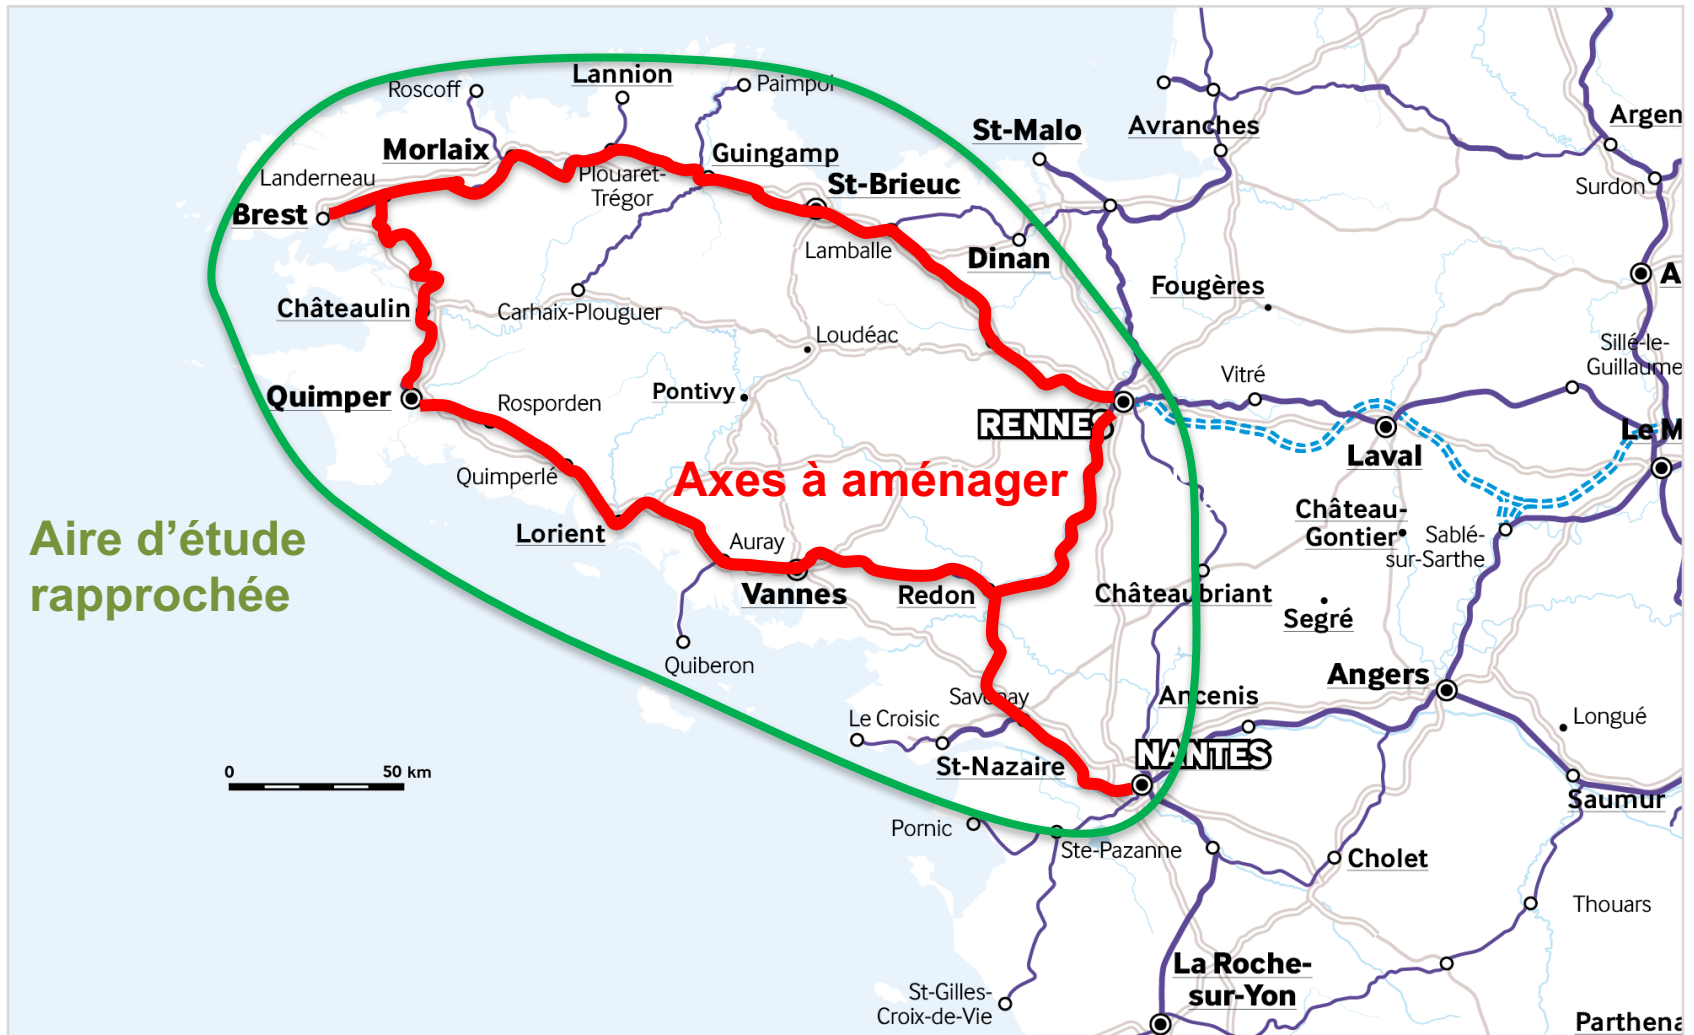 Roscoff
Lannion
Paimpol
Morlaix
Landerneau
Brest
Plouaret-
Trégor
Guingamp
St-Brieuc
Lamballe
St-Malo
Dinan
Avranches
Argen
Surdon
A
Fougères
Châteaulin
Carhaix-Plouguer
Loudéac
Sillé-le-
Guillaume
Quimper
Rosporden
Pontivy
Vitré
RENNES
Laval
Le M
Quimperlé
Axes à aménager
Lorient
Auray
Vannes
Redon
Château-
Gontier
Sablé-
sur-Sarthe
Aire d’étude
rapprochée
Châteaubriant
Segré
Quiberon
Savenay
Ancenis
Angers
Longué
Le Croisic
St-Nazaire
NANTES
0 50 km
Saumur
Pornic
Ste-Pazanne
Cholet
Thouars
La Roche-
sur-Yon
St-Gilles-
Croix-de-Vie
Parthena